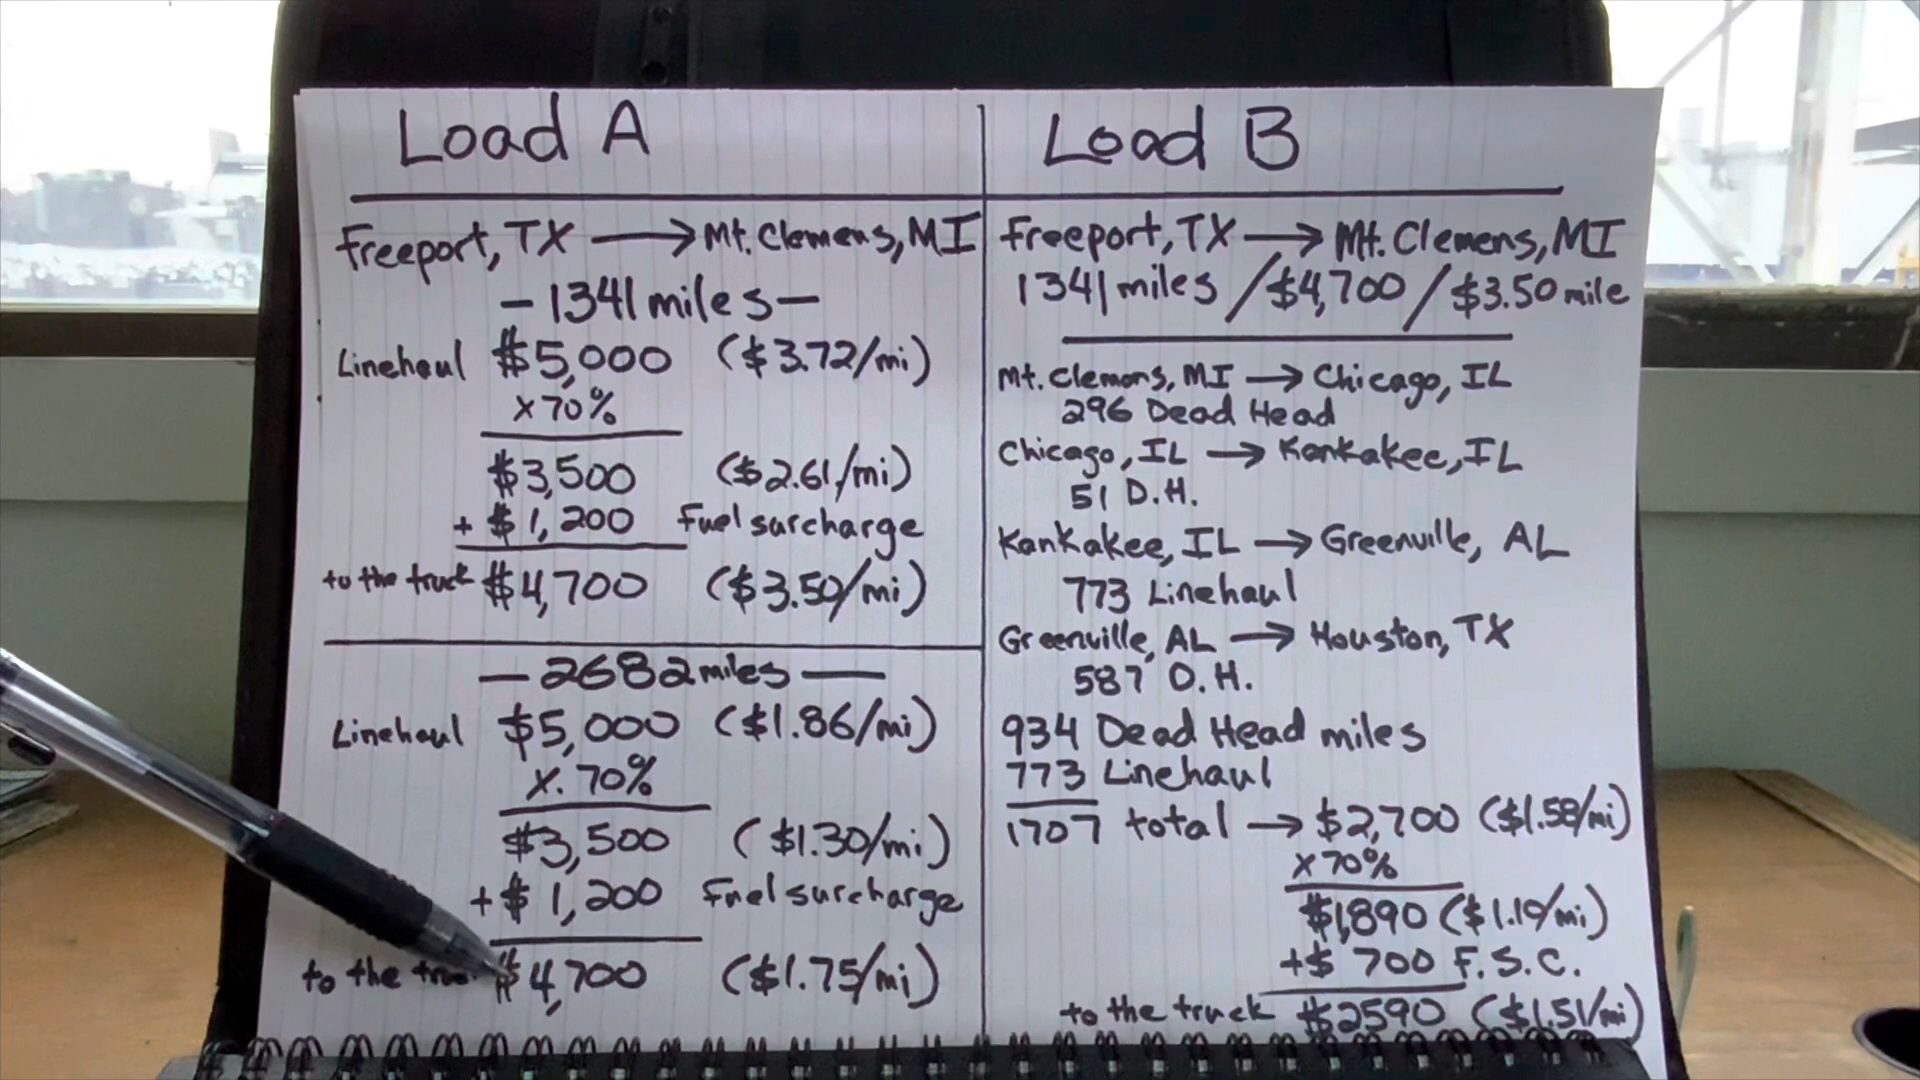 Load A
Freeport, TX → Mt. Clemens, MI
- 1341 miles -
Linehaul $5,000 ($3.72/mi)
x 70%
$3,500 ($2.61/mi)
+ $1,200 Fuel surcharge
to the truck $4,700 ($3.50/mi)
- 2682 miles -
Linehaul $5,000 ($1.86/mi)
x .70%
$3,500 ($1.30/mi)
+ $1,200 Fuel surcharge
to the $4,700 ($1.75/mi)
Load B
Freeport, TX → Mt. Clemens, MI
1341 miles / $4,700 / $3.50 mile
Mt. Clemens, MI → Chicago, IL
296 Dead Head
Chicago, IL → Kankakee, IL
51 D.H.
Kankakee, IL → Greenville, AL
773 Linehaul
Greenville, AL → Houston, TX
587 D.H.
934 Dead Head miles
773 Linehaul
1707 total → $2,700 ($1.58/mi)
x 70%
$1,890 ($1.10/mi)
+ $700 F.S.C.
to the truck $2590 ($1.51/mi)